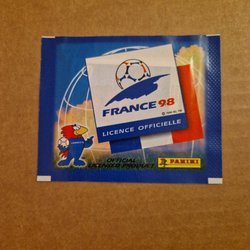 FRANCE 98
LICENCE OFFICIELLE
OFFICIAL
LICENSED PRODUCT
PANINI